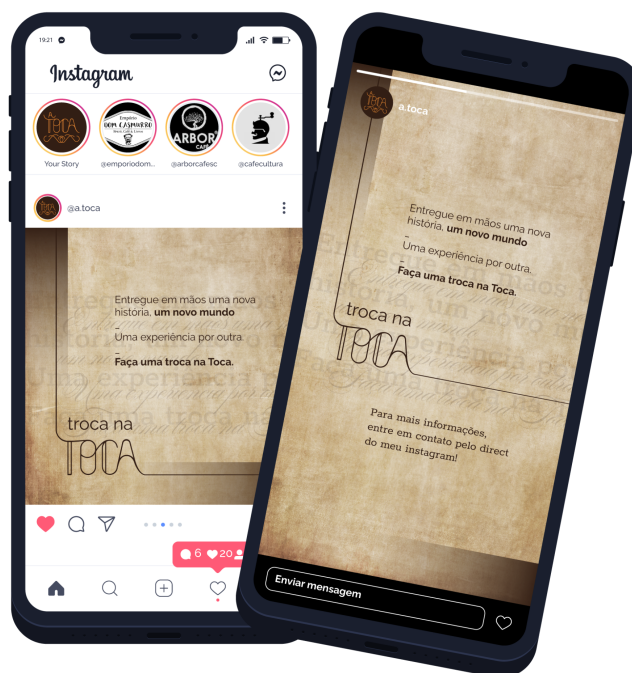 19:21
Instagram
A TOCA
Empório
DOM CASMURRO
ARBOR
CAFÉ
Your Story
@emporiodom...
@arborcafesc
@cafecultura
@a.toca
Entregue em mãos uma nova
história, um novo mundo
–
Uma experiência por outra.
–
Faça uma troca na Toca.
troca na
TOCA
6
20
a.toca
Entregue em mãos uma nova
história, um novo mundo
–
Uma experiência por outra.
–
Faça uma troca na Toca.
troca na
TOCA
Para mais informações,
entre em contato pelo direct
do meu instagram!
Enviar mensagem